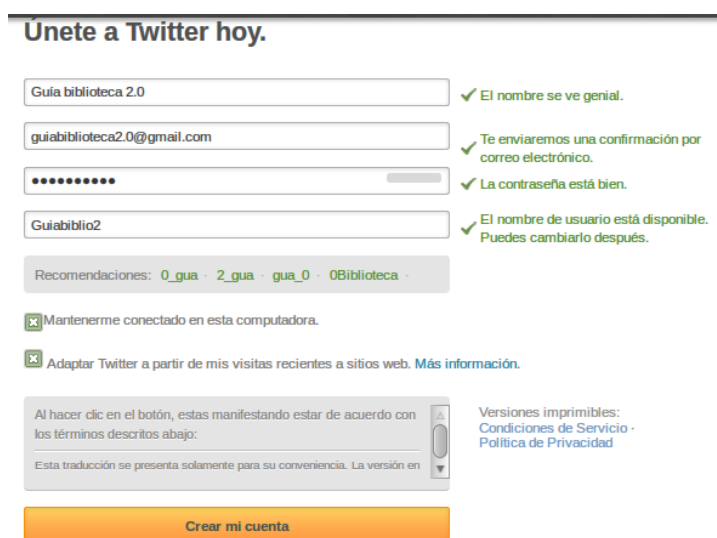 Únete a Twitter hoy.
Guía biblioteca 2.0
El nombre se ve genial.
guiabiblioteca2.0@gmail.com
Te enviaremos una confirmación por
correo electrónico.
••••••••••
La contraseña está bien.
Guiabiblio2
El nombre de usuario está disponible.
Puedes cambiarlo después.
Recomendaciones: 0_gua · 2_gua · gua_0 · 0Biblioteca ·
Mantenerme conectado en esta computadora.
Adaptar Twitter a partir de mis visitas recientes a sitios web. Más información.
Al hacer clic en el botón, estas manifestando estar de acuerdo con
los términos descritos abajo:
Esta traducción se presenta solamente para su conveniencia. La versión en
Versiones imprimibles:
Condiciones de Servicio ·
Política de Privacidad
Crear mi cuenta